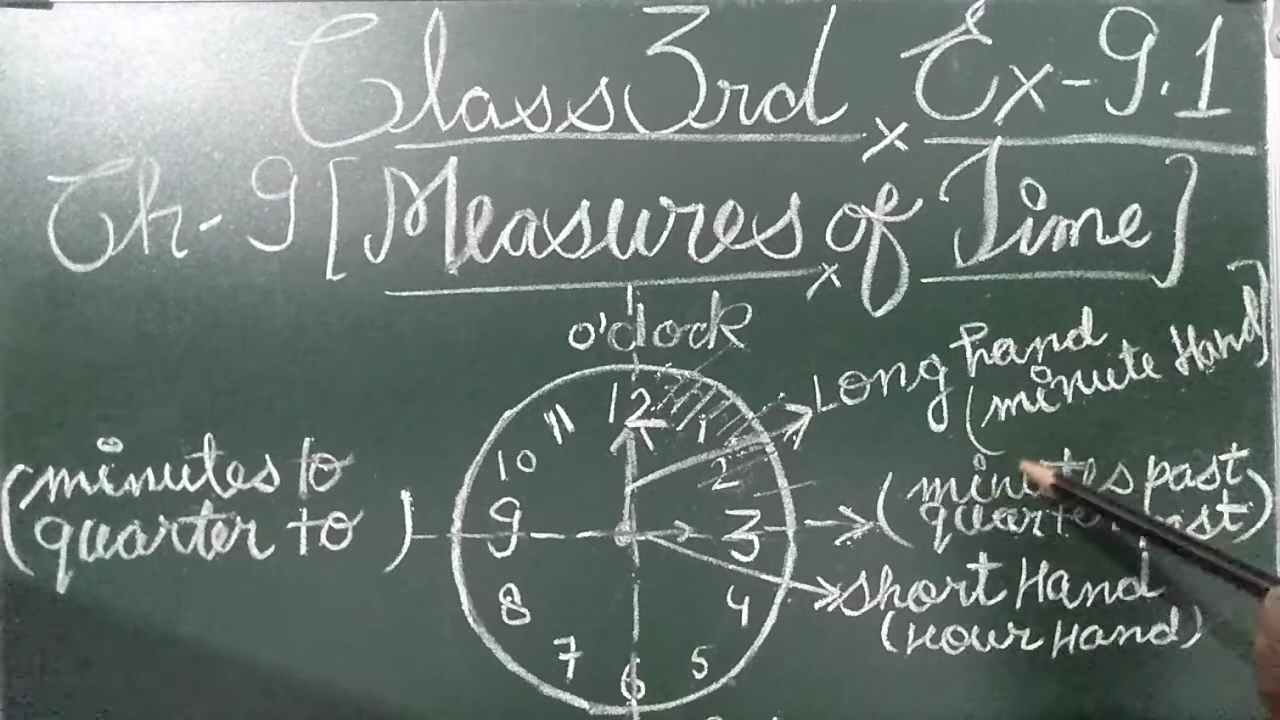 Class 3rd Ex-9.1
Ch-9 [Measures of Time]
o'clock
Long hand
(minute Hand)
12
1
2
3
4
5
6
7
8
9
10
11
(minutes to
quarter to)
(minutes past
quarter past)
Short Hand
(Hour Hand)